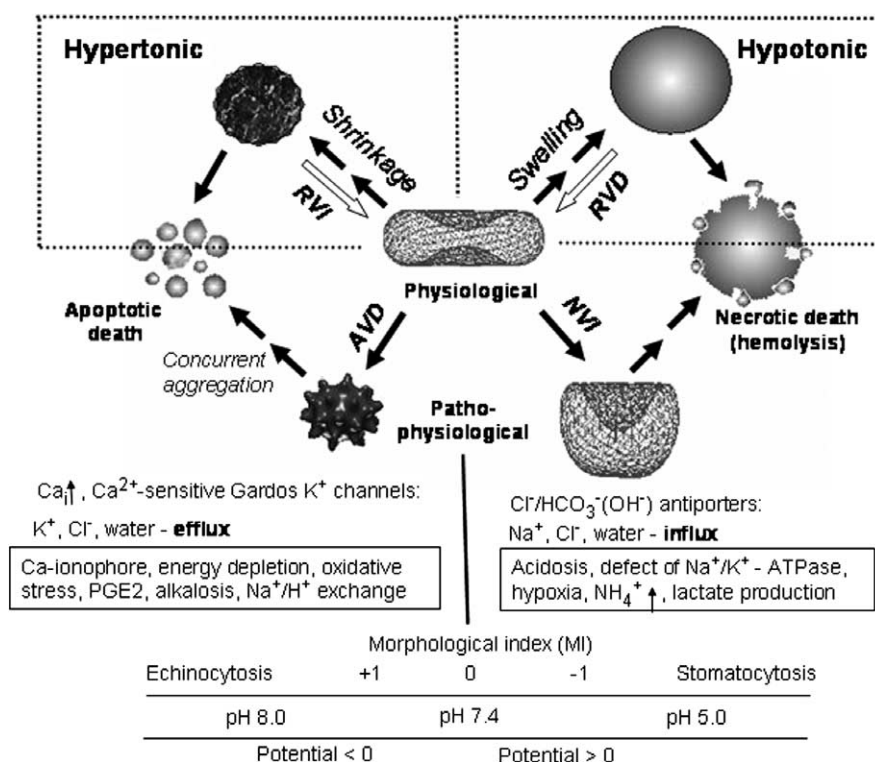 Hypertonic
Hypotonic
Shrinkage
RVI
Swelling
RVD
Physiological
Apoptotic
death
AVD
NVI
Necrotic death
(hemolysis)
Concurrent
aggregation
Patho-
physiological
Ca<sub>i</sub>↑, Ca²⁺-sensitive Gardos K⁺ channels:
K⁺, Cl⁻, water - efflux
Ca-ionophore, energy depletion, oxidative
stress, PGE2, alkalosis, Na⁺/H⁺ exchange
Cl⁻/HCO₃⁻(OH⁻) antiporters:
Na⁺, Cl⁻, water - influx
Acidosis, defect of Na⁺/K⁺ - ATPase,
hypoxia, NH₄⁺ ↑, lactate production
Morphological index (MI)
Echinocytosis +1 0 -1 Stomatocytosis
pH 8.0 pH 7.4 pH 5.0
Potential < 0 Potential > 0